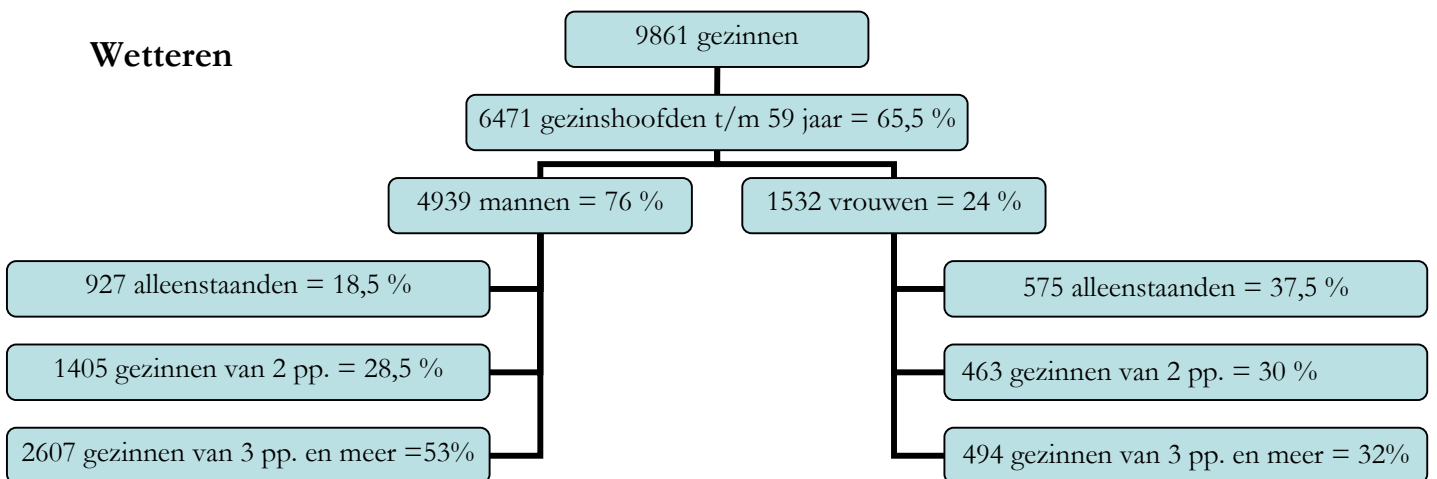 Wetteren
9861 gezinnen
6471 gezinshoofden t/m 59 jaar = 65,5 %
4939 mannen = 76 %
1532 vrouwen = 24 %
927 alleenstaanden = 18,5 %
575 alleenstaanden = 37,5 %
1405 gezinnen van 2 pp. = 28,5 %
463 gezinnen van 2 pp. = 30 %
2607 gezinnen van 3 pp. en meer =53%
494 gezinnen van 3 pp. en meer = 32%